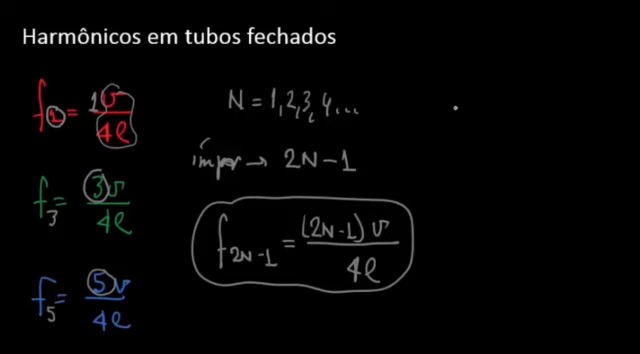 Harmônicos em tubos fechados
f₁ = 1v/4ℓ
N = 1, 2, 3, 4...
ímpar → 2N-1
f₃ = 3v/4ℓ
f₂N-1 = (2N-1) v/4ℓ
f₅ = 5v/4ℓ